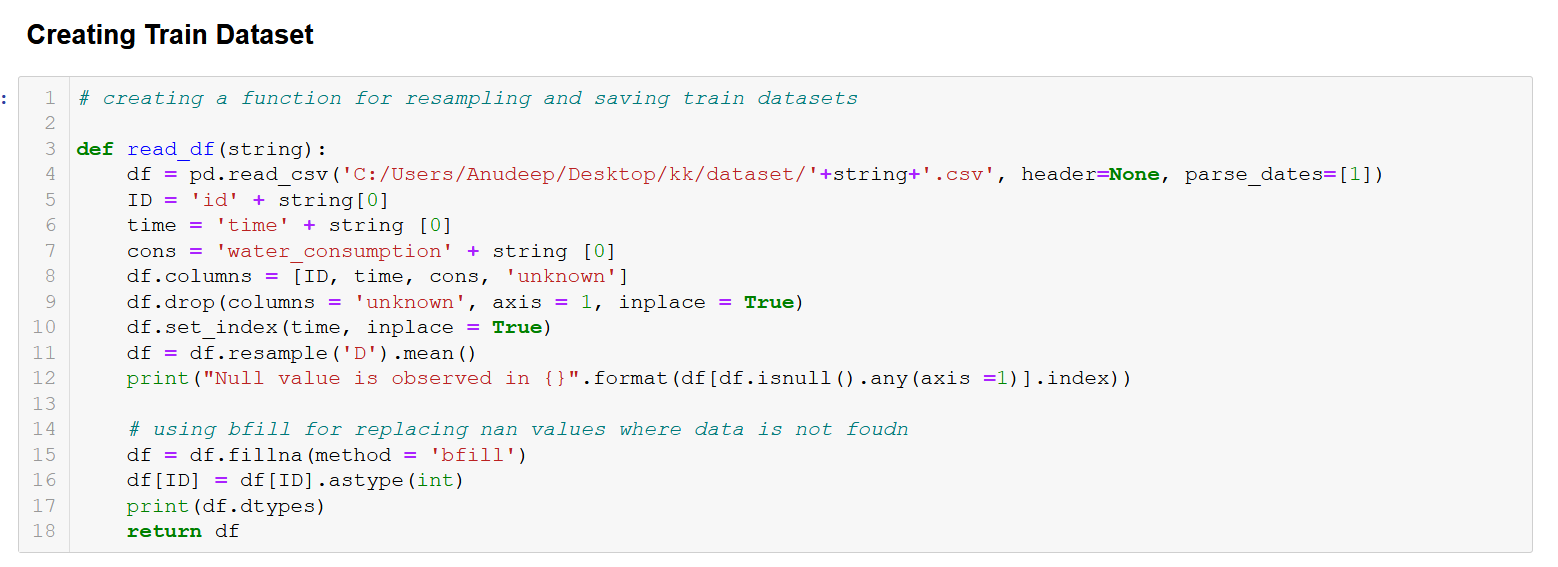 Creating Train Dataset
:
1 # creating a function for resampling and saving train datasets
2
3 def read_df(string):
4     df = pd.read_csv('C:/Users/Anudeep/Desktop/kk/dataset/'+string+'.csv', header=None, parse_dates=[1])
5     ID = 'id' + string[0]
6     time = 'time' + string [0]
7     cons = 'water_consumption' + string [0]
8     df.columns = [ID, time, cons, 'unknown']
9     df.drop(columns = 'unknown', axis = 1, inplace = True)
10     df.set_index(time, inplace = True)
11     df = df.resample('D').mean()
12     print("Null value is observed in {}".format(df[df.isnull().any(axis =1)].index))
13
14     # using bfill for replacing nan values where data is not foudn
15     df = df.fillna(method = 'bfill')
16     df[ID] = df[ID].astype(int)
17     print(df.dtypes)
18     return df